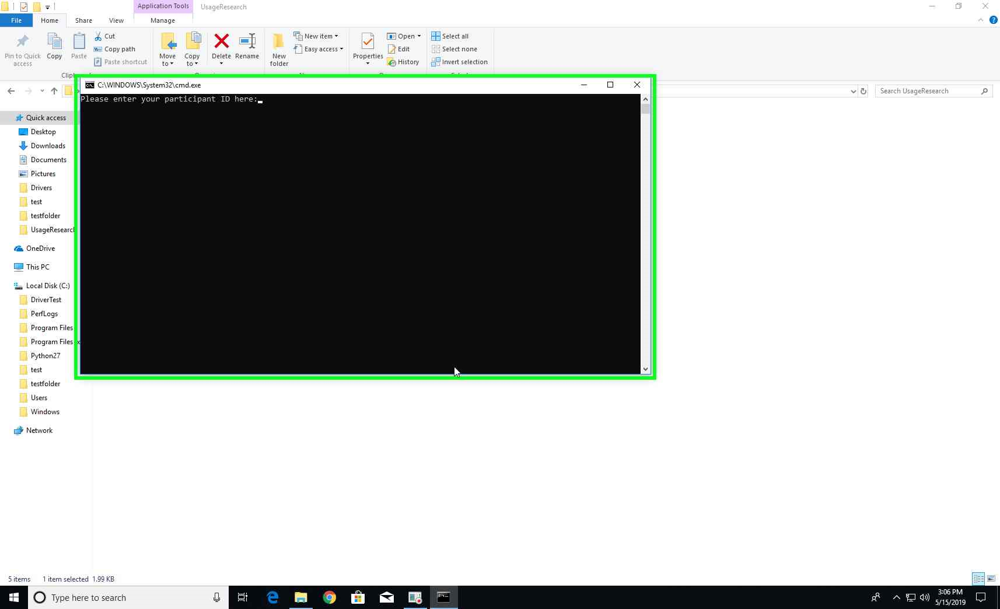 Application Tools
UsageResearch
File
Home
Share
View
Manage
Pin to Quick access
Copy
Paste
Cut
Copy path
Paste shortcut
Move to
Copy to
Delete
Rename
New folder
New item
Easy access
Properties
Open
Edit
History
Select all
Select none
Invert selection
C:\WINDOWS\System32\cmd.exe
Please enter your participant ID here:
Search UsageResearch
Quick access
Desktop
Downloads
Documents
Pictures
Drivers
test
testfolder
UsageResearch
OneDrive
This PC
Local Disk (C:)
DriverTest
PerfLogs
Program Files
Program Files
Python27
test
testfolder
Users
Windows
Network
5 items
1 item selected 1.99 KB
Type here to search
3:06 PM
5/15/2019